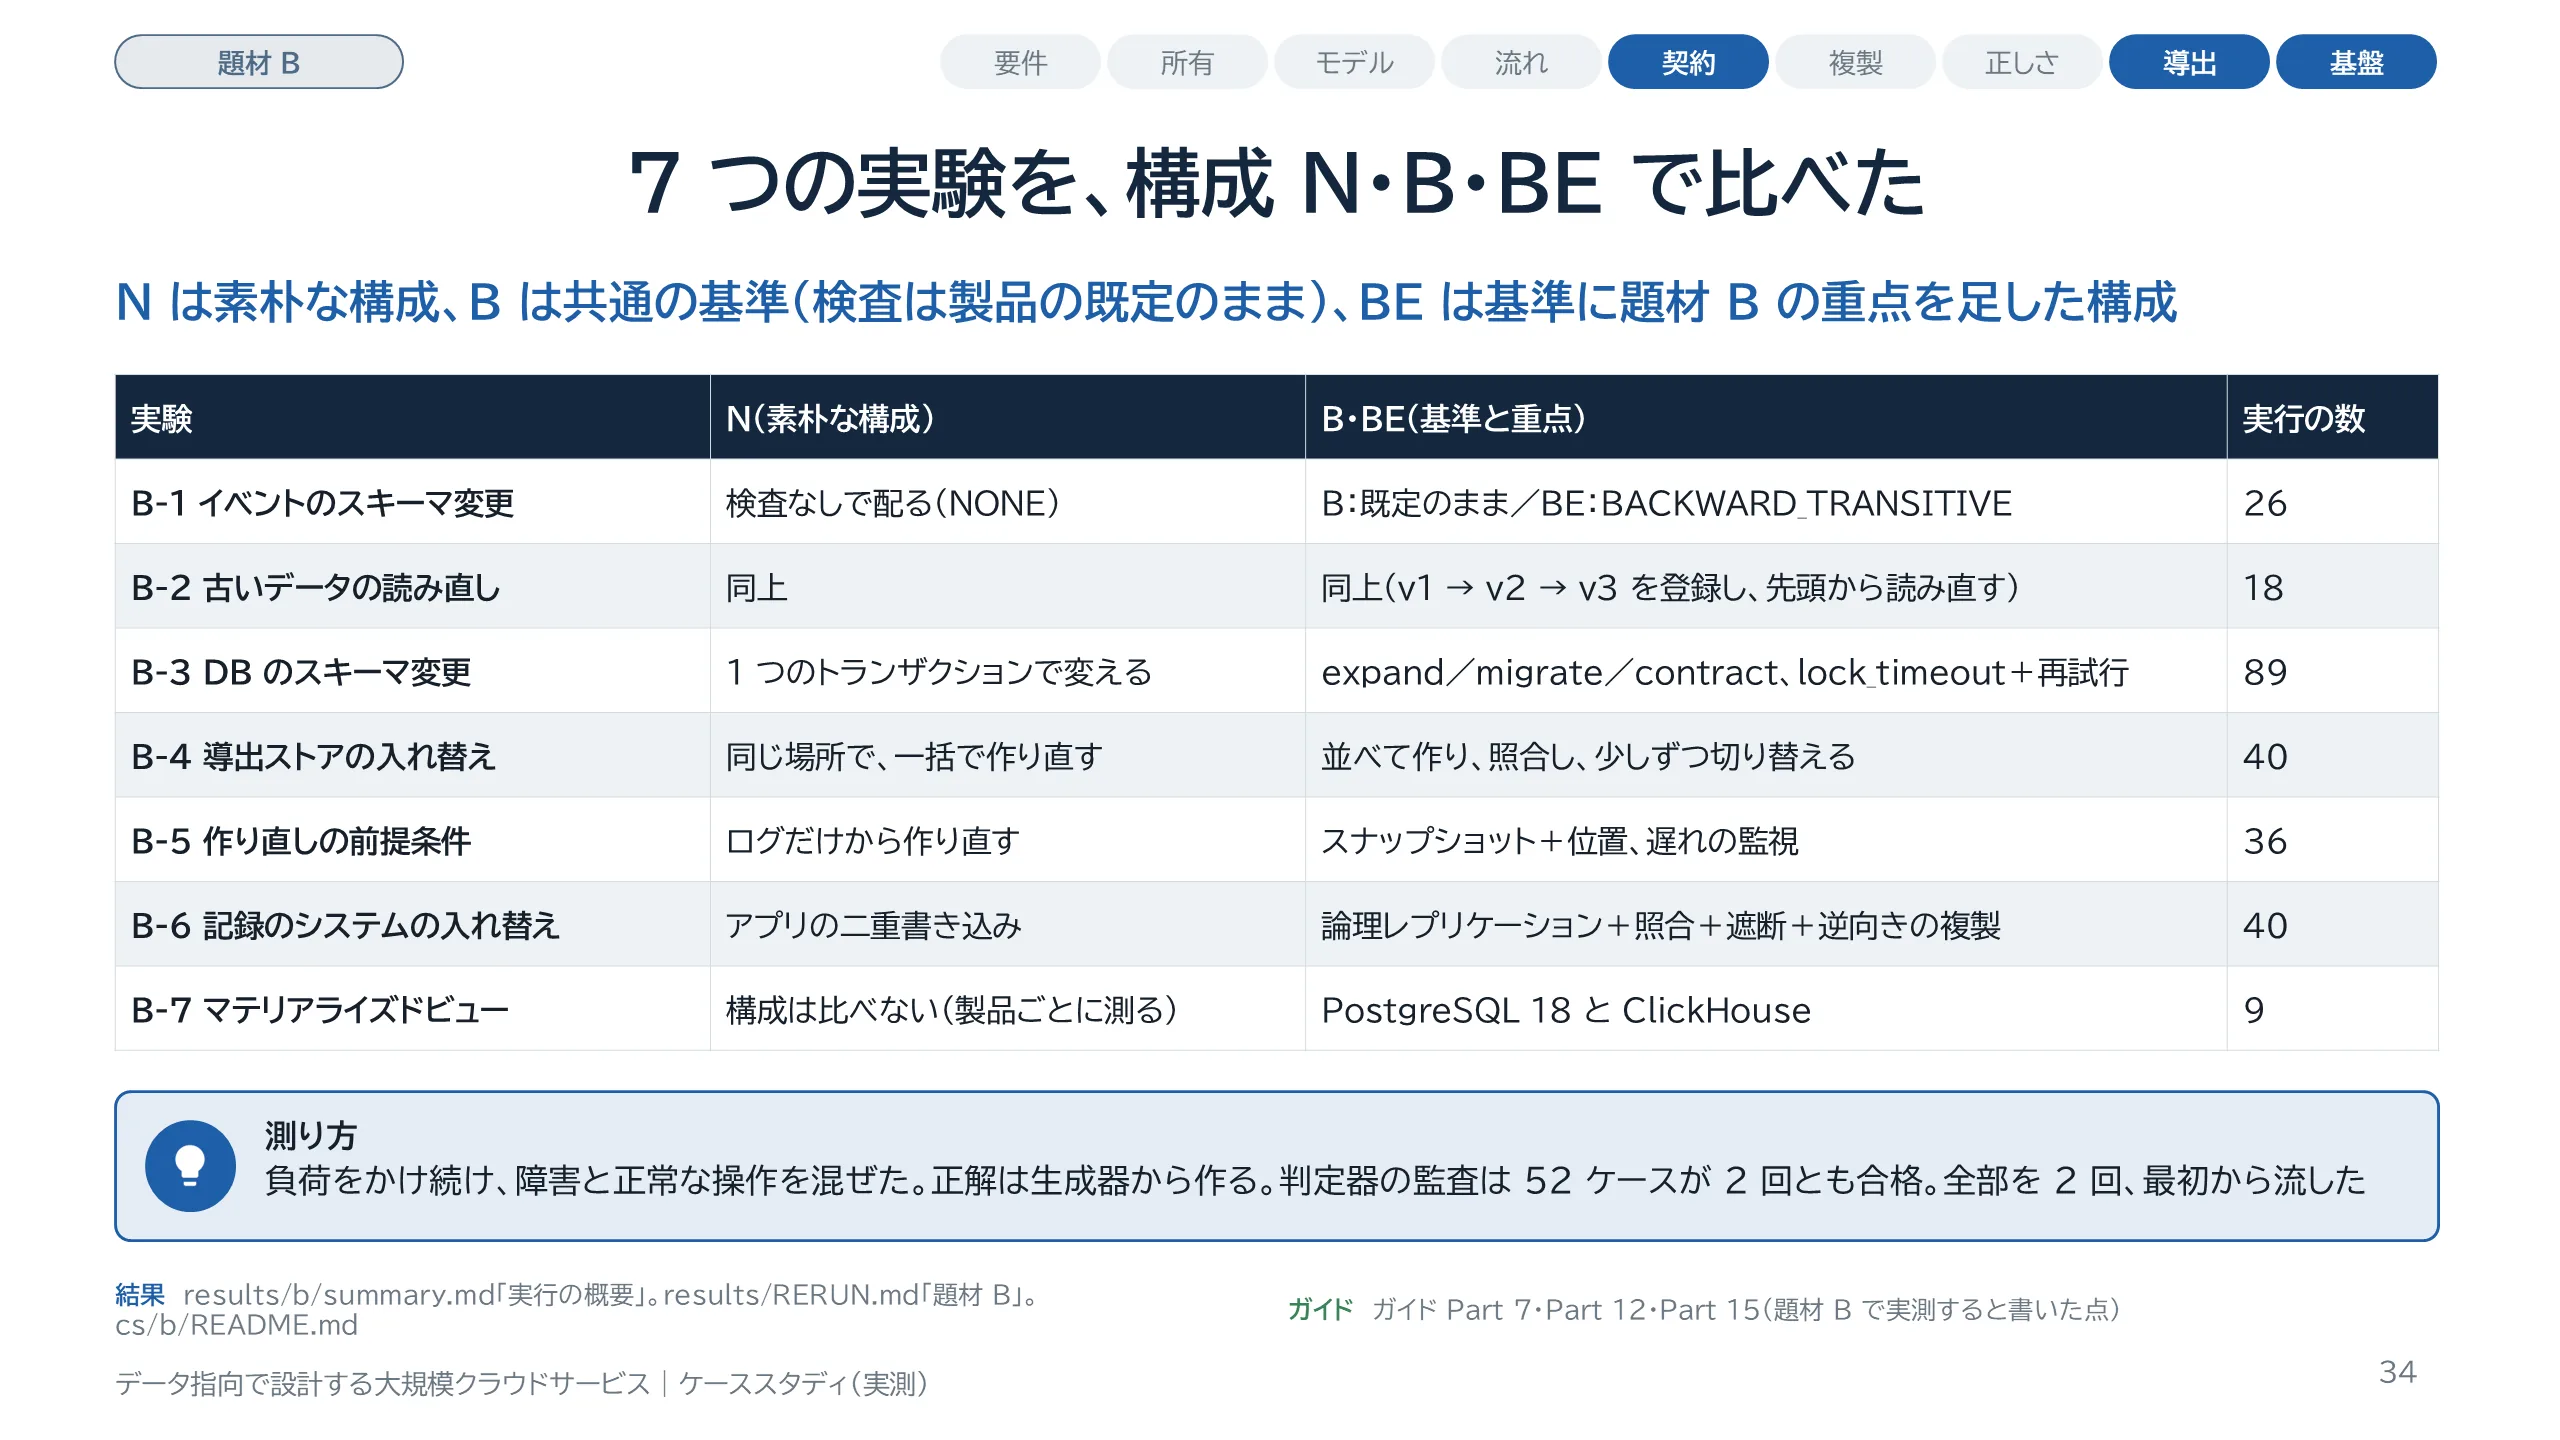 題材 B
要件 所有 モデル 流れ 契約 複製 正しさ 導出 基盤
7 つの実験を、構成 N・B・BE で比べた
N は素朴な構成、B は共通の基準（検査は製品の既定のまま）、BE は基準に題材 B の重点を足した構成
実験 N（素朴な構成） B・BE（基準と重点） 実行の数
B-1 イベントのスキーマ変更 検査なしで配る（NONE） B：既定のまま／BE：BACKWARD_TRANSITIVE 26
B-2 古いデータの読み直し 同上 同上（v1 → v2 → v3 を登録し、先頭から読み直す） 18
B-3 DB のスキーマ変更 1 つのトランザクションで変える expand／migrate／contract、lock_timeout＋再試行 89
B-4 導出ストアの入れ替え 同じ場所で、一括で作り直す 並べて作り、照合し、少しずつ切り替える 40
B-5 作り直しの前提条件 ログだけから作り直す スナップショット＋位置、遅れの監視 36
B-6 記録のシステムの入れ替え アプリの二重書き込み 論理レプリケーション＋照合＋遮断＋逆向きの複製 40
B-7 マテリアライズドビュー 構成は比べない（製品ごとに測る） PostgreSQL 18 と ClickHouse 9
測り方
負荷をかけ続け、障害と正常な操作を混ぜた。正解は生成器から作る。判定器の監査は 52 ケースが 2 回とも合格。全部を 2 回、最初から流した
結果 results/b/summary.md「実行の概要」。results/RERUN.md「題材 B」。
cs/b/README.md
ガイド ガイド Part 7・Part 12・Part 15（題材 B で実測すると書いた点）
データ指向で設計する大規模クラウドサービス｜ケーススタディ（実測）
34